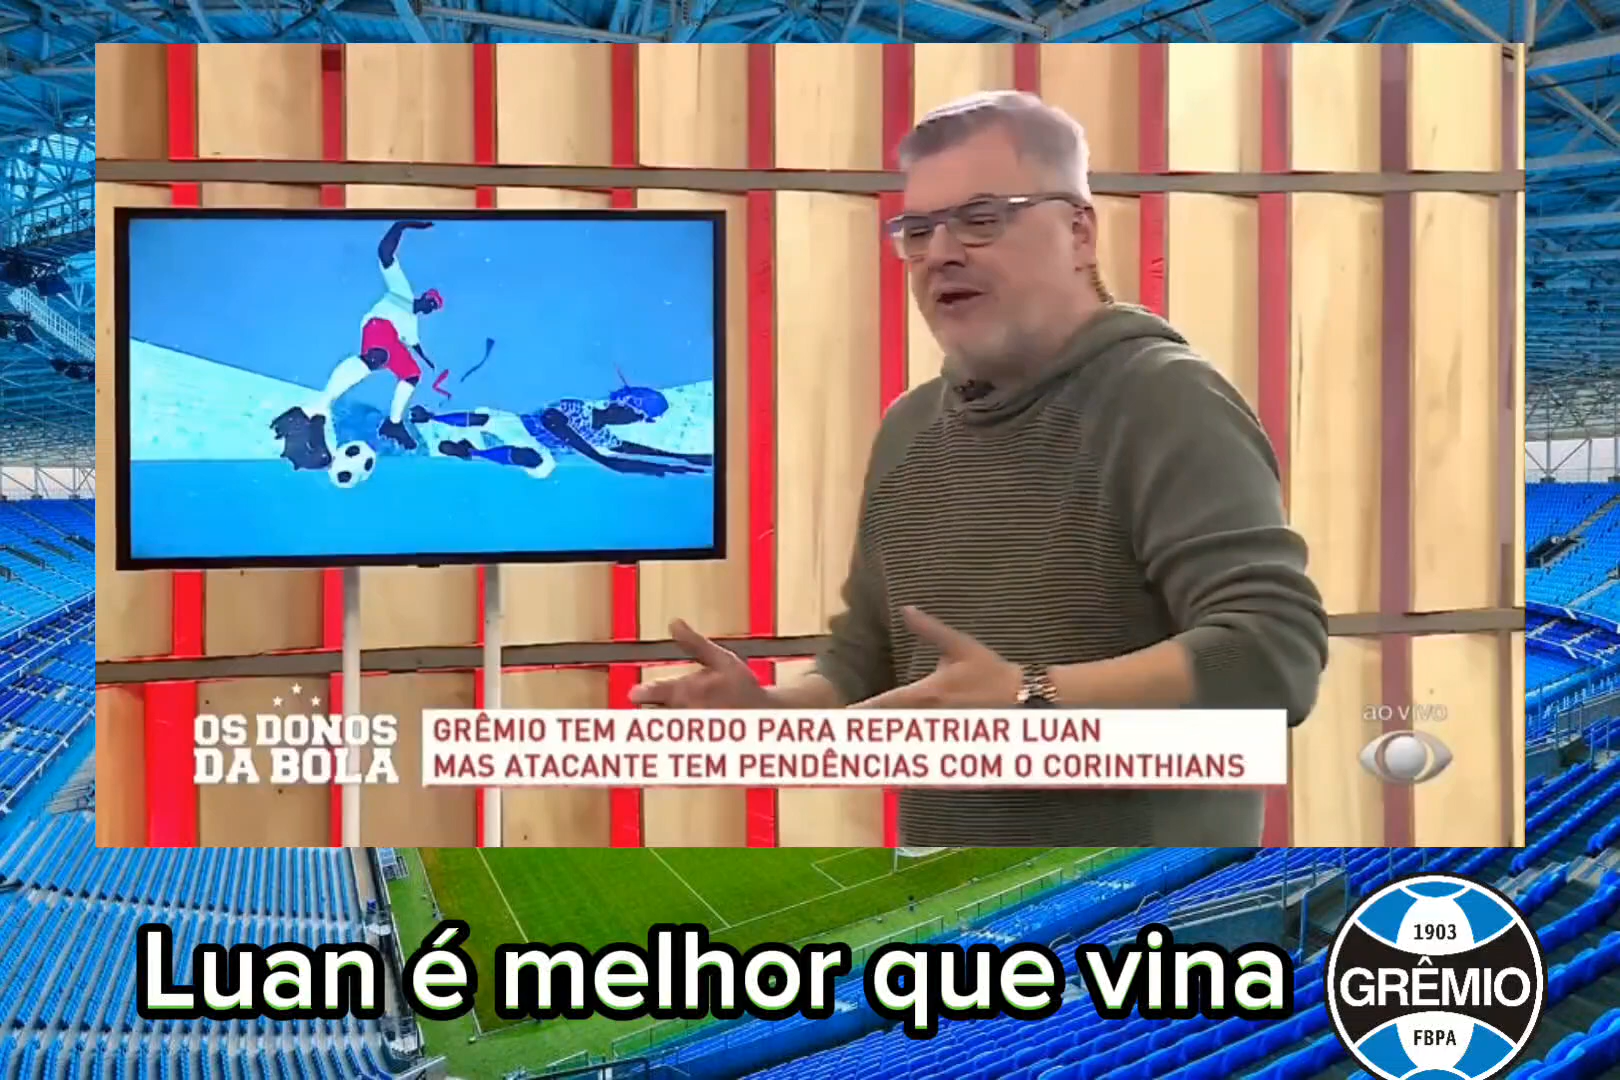 OS DONOS
DA BOLA
GRÊMIO TEM ACORDO PARA REPATRIAR LUAN
MAS ATACANTE TEM PENDÊNCIAS COM O CORINTHIANS
ao vivo
Luan é melhor que vina
1903
GRÊMIO
FBPA